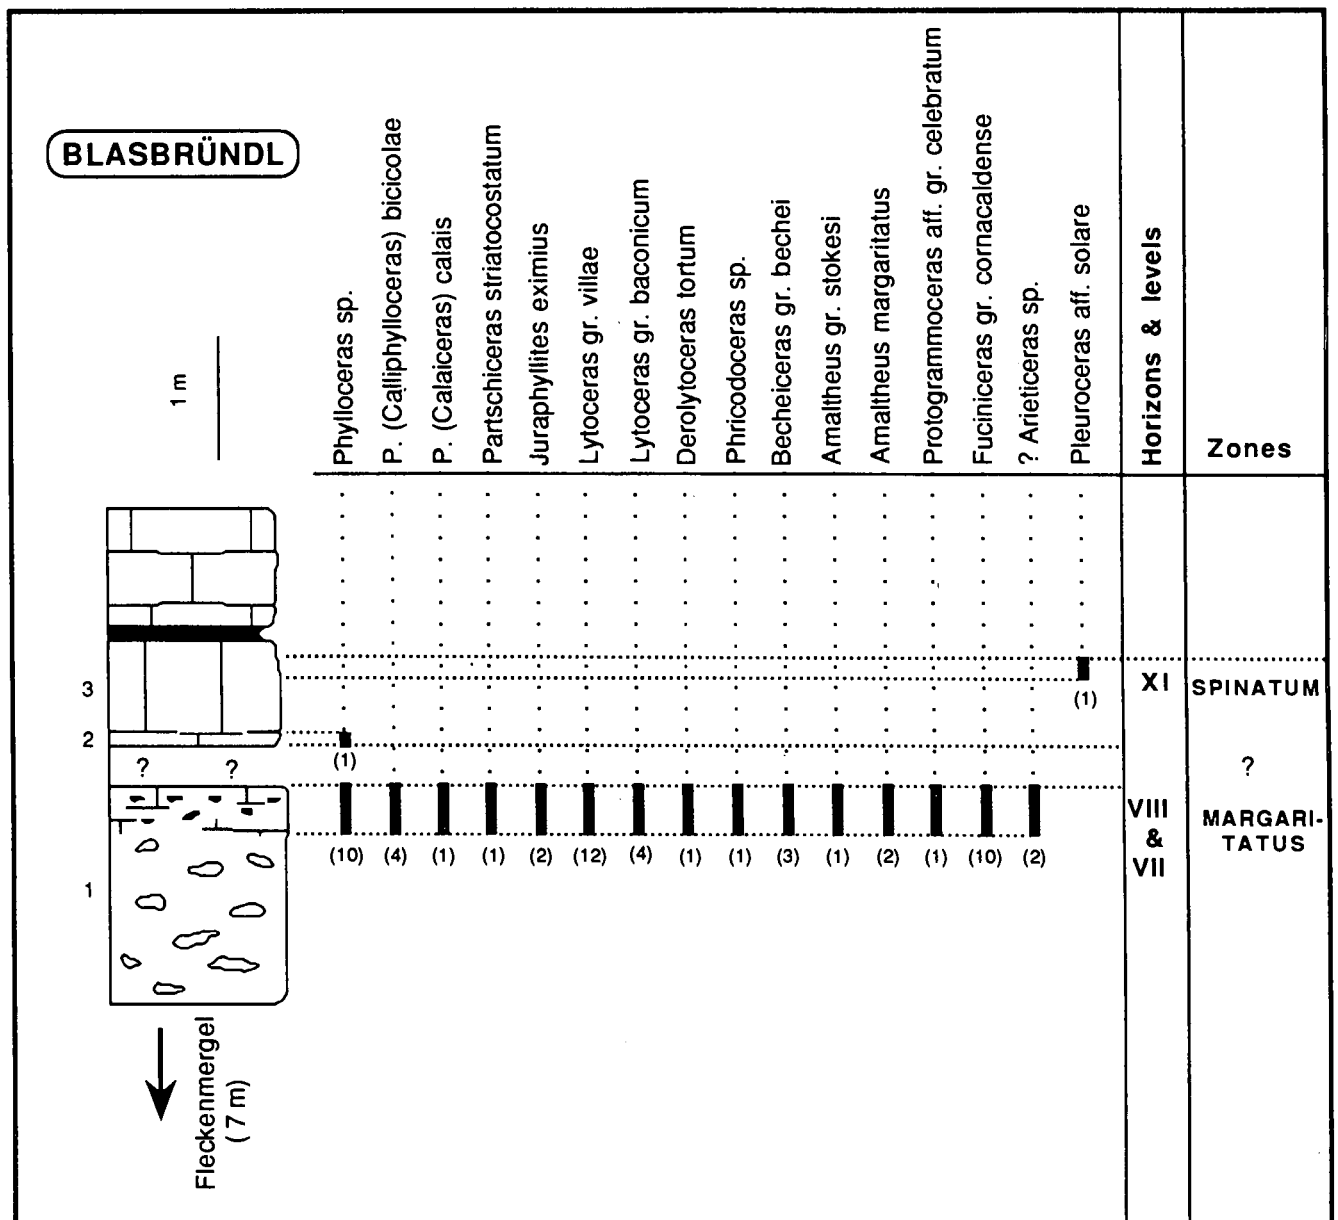 BLASBRÜNDL
1 m
Phylloceras sp.
P. (Calliphylloceras) bicicolae
P. (Calaiceras) calais
Partschiceras striatocostatum
Juraphyllites eximius
Lytoceras gr. villae
Lytoceras gr. baconicum
Derolytoceras tortum
Phricodoceras sp.
Becheiceras gr. bechei
Amaltheus gr. stokesi
Amaltheus margaritatus
Protogrammoceras aff. gr. celebratum
Fuciniceras gr. cornacaldense
? Arieticeras sp.
Pleuroceras aff. solare
Horizons & levels
Zones
3
(1)
XI
SPINATUM
2
(1)
? ?
?
VIII
&
VII
MARGARI-
TATUS
(10) (4) (1) (1) (2) (12) (4) (1) (1) (3) (1) (2) (1) (10) (2)
1
Fleckenmergel
( 7 m)